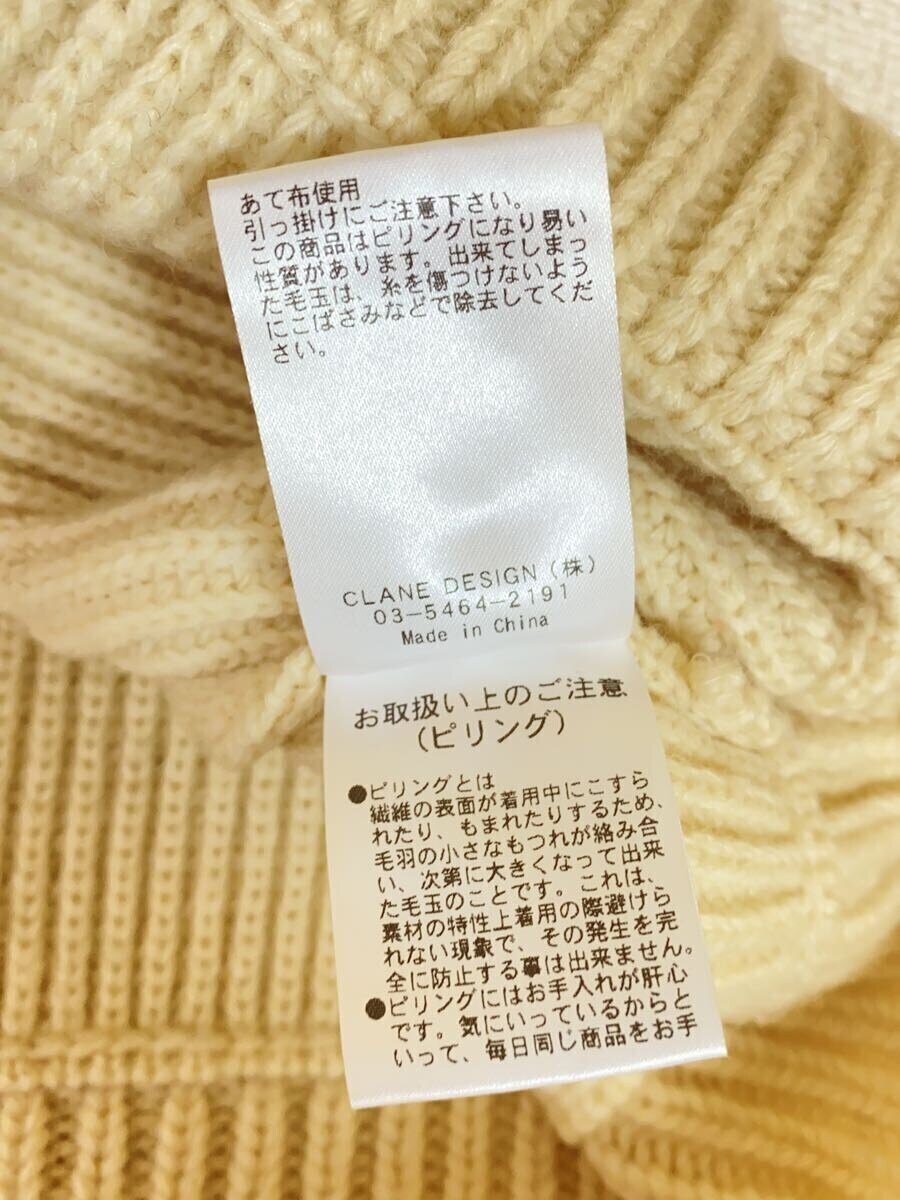 あて布使用
引っ掛けにご注意下さい。
この商品はピリングになり易い
性質があります。出来てしまっ
た毛玉は、糸を傷つけないよう
にこばさみなどで除去してくだ
さい。
CLANE DESIGN（株）
03-5464-2191
Made in China
お取扱い上のご注意
（ピリング）
●ピリングとは
繊維の表面が着用中にこすら
れたり、もまれたりするため、
毛羽の小さなもつれが絡み合
い、次第に大きくなって出来
た毛玉のことです。これは、
素材の特性上着用の際避けら
れない現象で、その発生を完
全に防止する事は出来ません。
●ピリングにはお手入れが肝心
です。気にいっているからと
いって、毎日同じ商品をお手